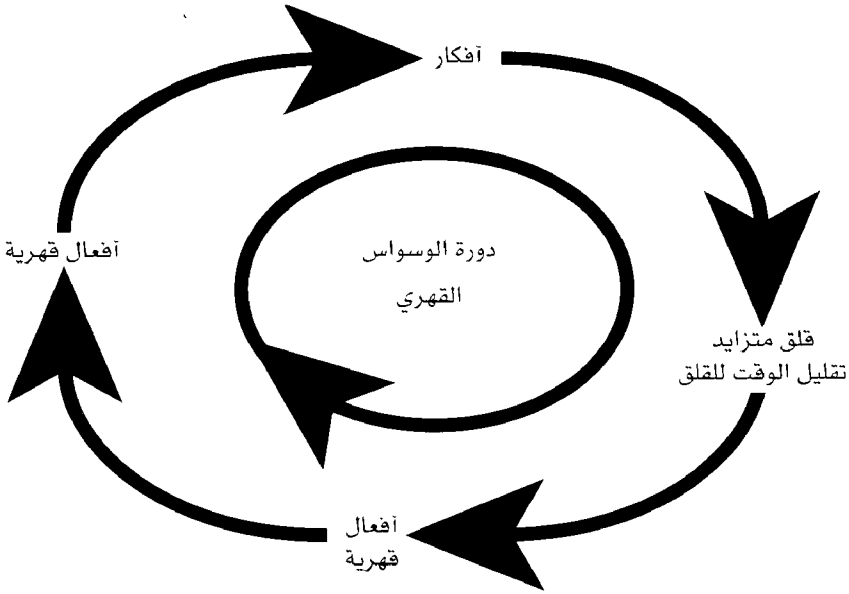 أفكار
أفعال قهرية
دورة الوسواس
القهري
قلق متزايد
تقليل الوقت للقلق
أفعال
قهرية